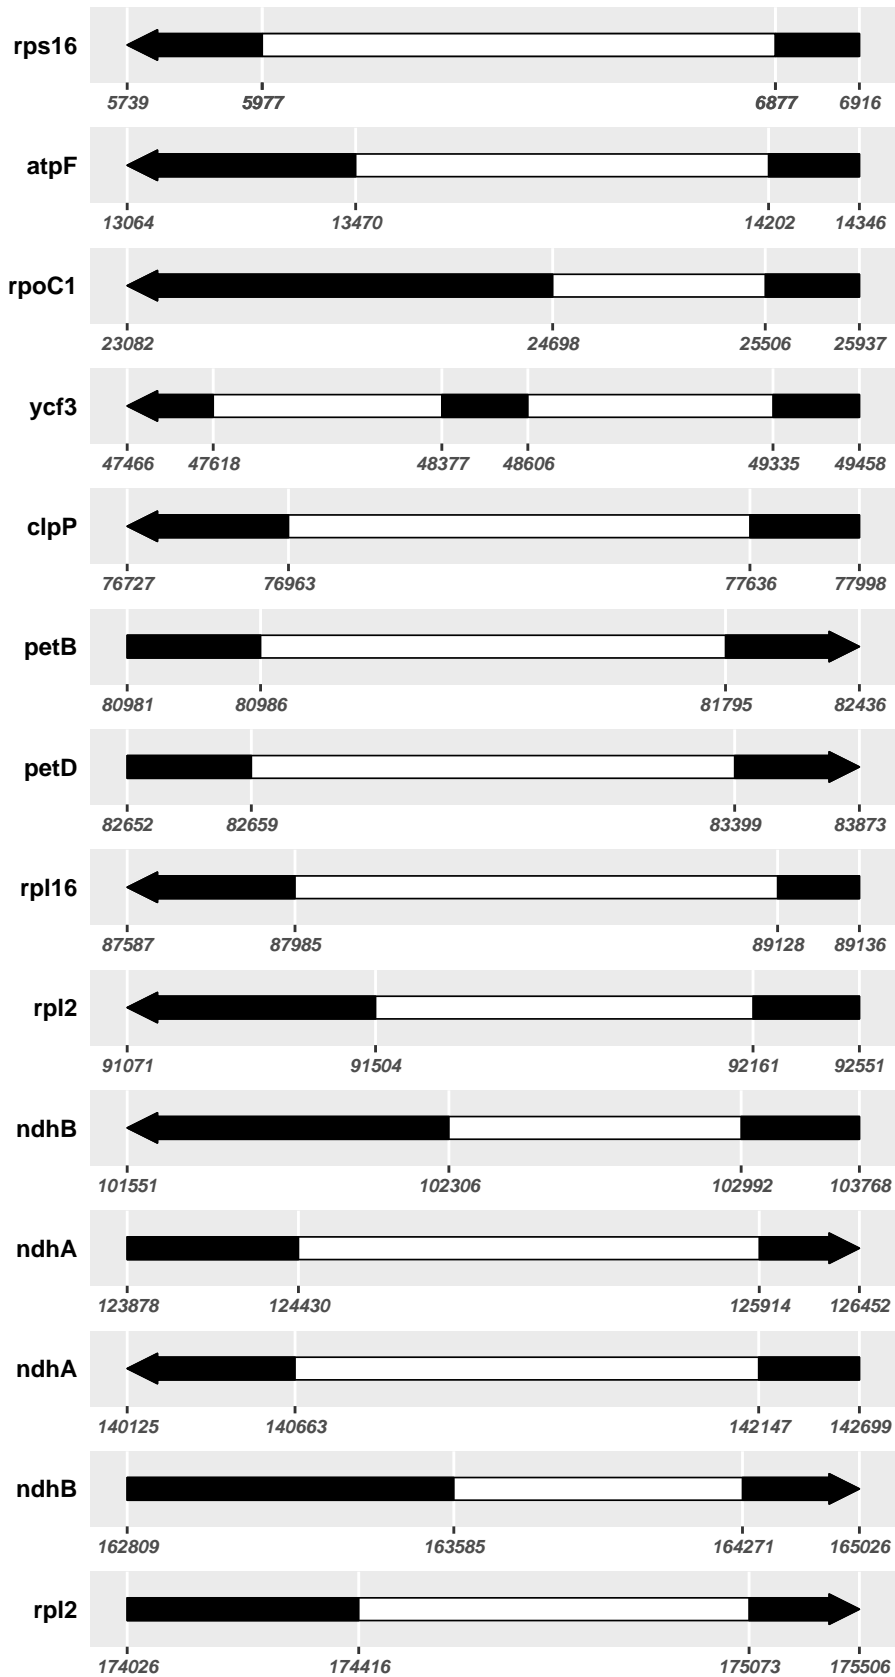 rps16
5739 5977 6877 6916
atpF
13064 13470 14202 14346
rpoC1
23082 24698 25506 25937
ycf3
47466 47618 48377 48606 49335 49458
clpP
76727 76963 77636 77998
petB
80981 80986 81795 82436
petD
82652 82659 83399 83873
rpl16
87587 87985 89128 89136
rpl2
91071 91504 92161 92551
ndhB
101551 102306 102992 103768
ndhA
123878 124430 125914 126452
ndhA
140125 140663 142147 142699
ndhB
162809 163585 164271 165026
rpl2
174026 174416 175073 175506